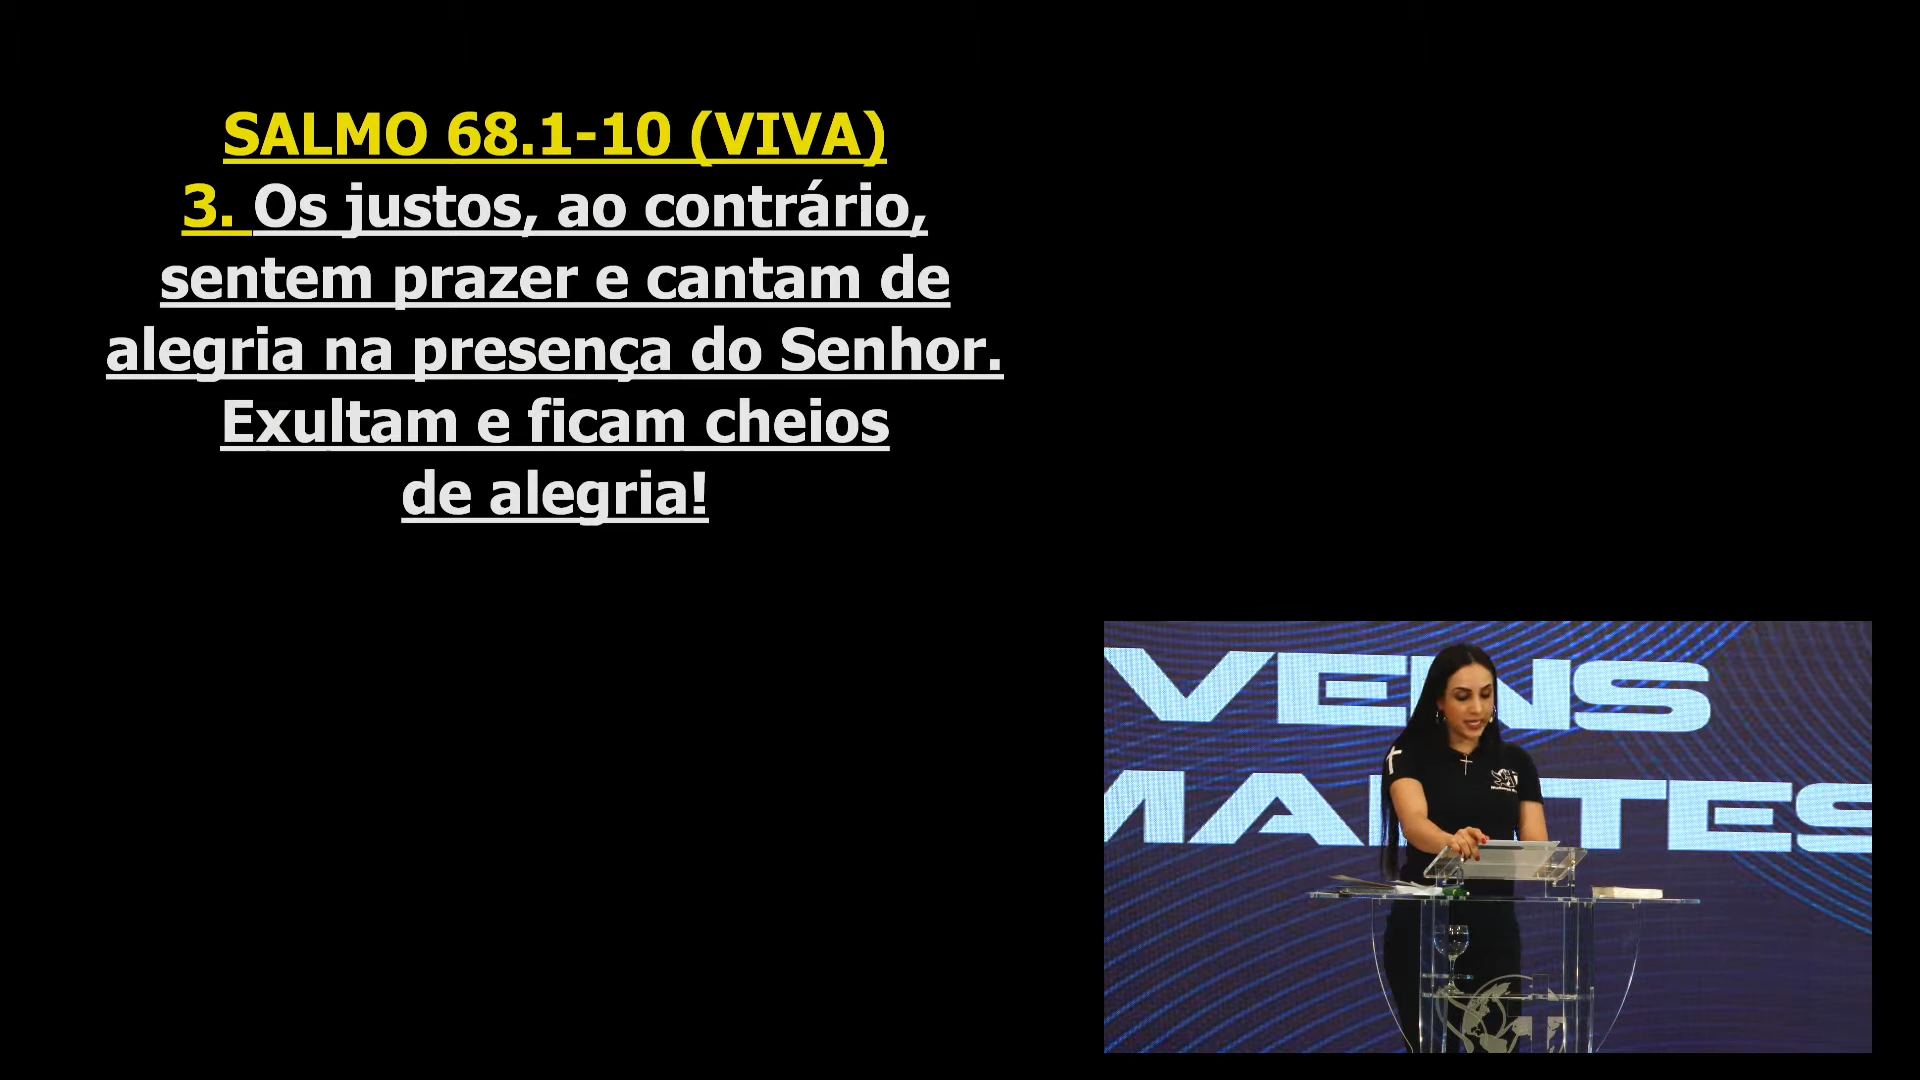 SALMO 68.1-10 (VIVA)
3. Os justos, ao contrário,
sentem prazer e cantam de
alegria na presença do Senhor.
Exultam e ficam cheios
de alegria!
VENS